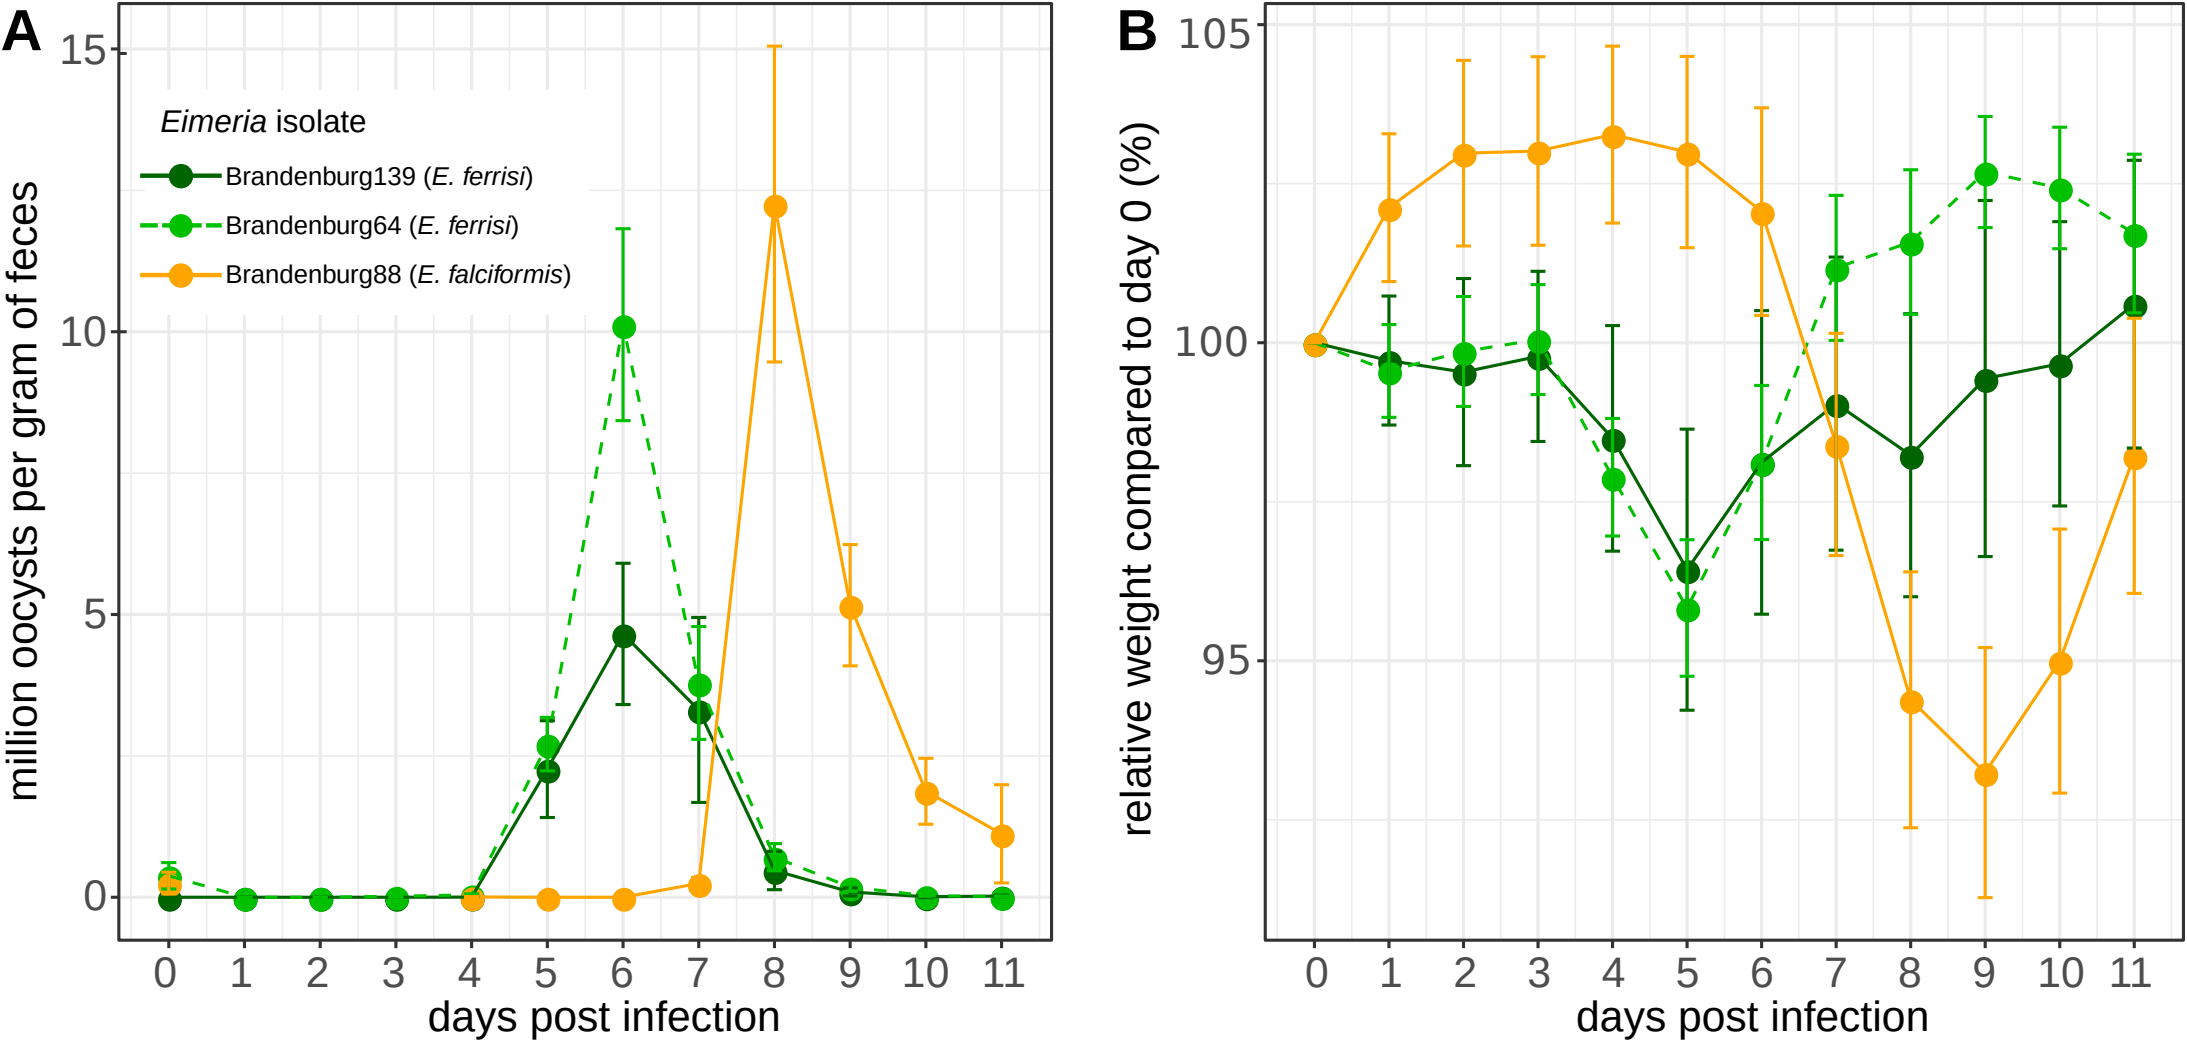 A
15
10
5
0
million oocysts per gram of feces
Eimeria isolate
Brandenburg139 (E. ferrisi)
Brandenburg64 (E. ferrisi)
Brandenburg88 (E. falciformis)
0 1 2 3 4 5 6 7 8 9 10 11
days post infection
B
105
100
95
relative weight compared to day 0 (%)
0 1 2 3 4 5 6 7 8 9 10 11
days post infection